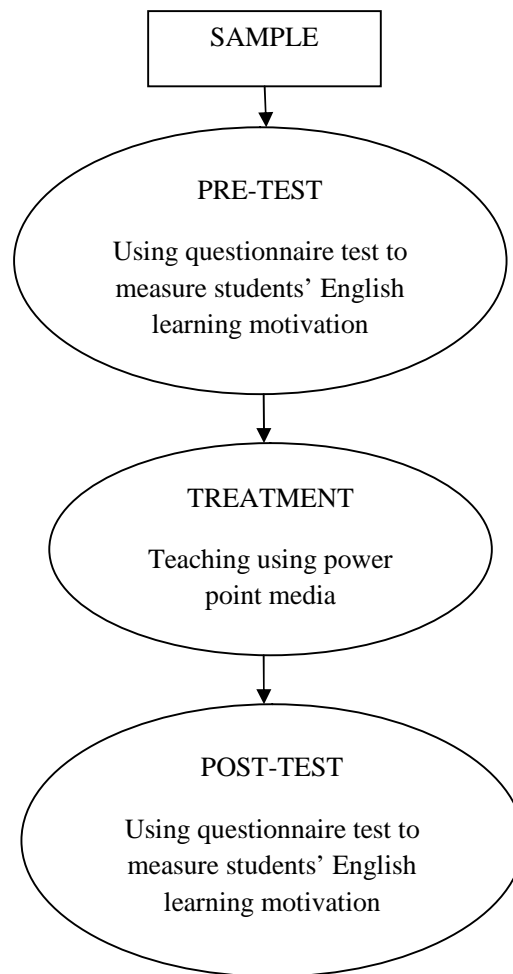 SAMPLE
PRE-TEST
Using questionnaire test to
measure students’ English
learning motivation
TREATMENT
Teaching using power
point media
POST-TEST
Using questionnaire test to
measure students’ English
learning motivation